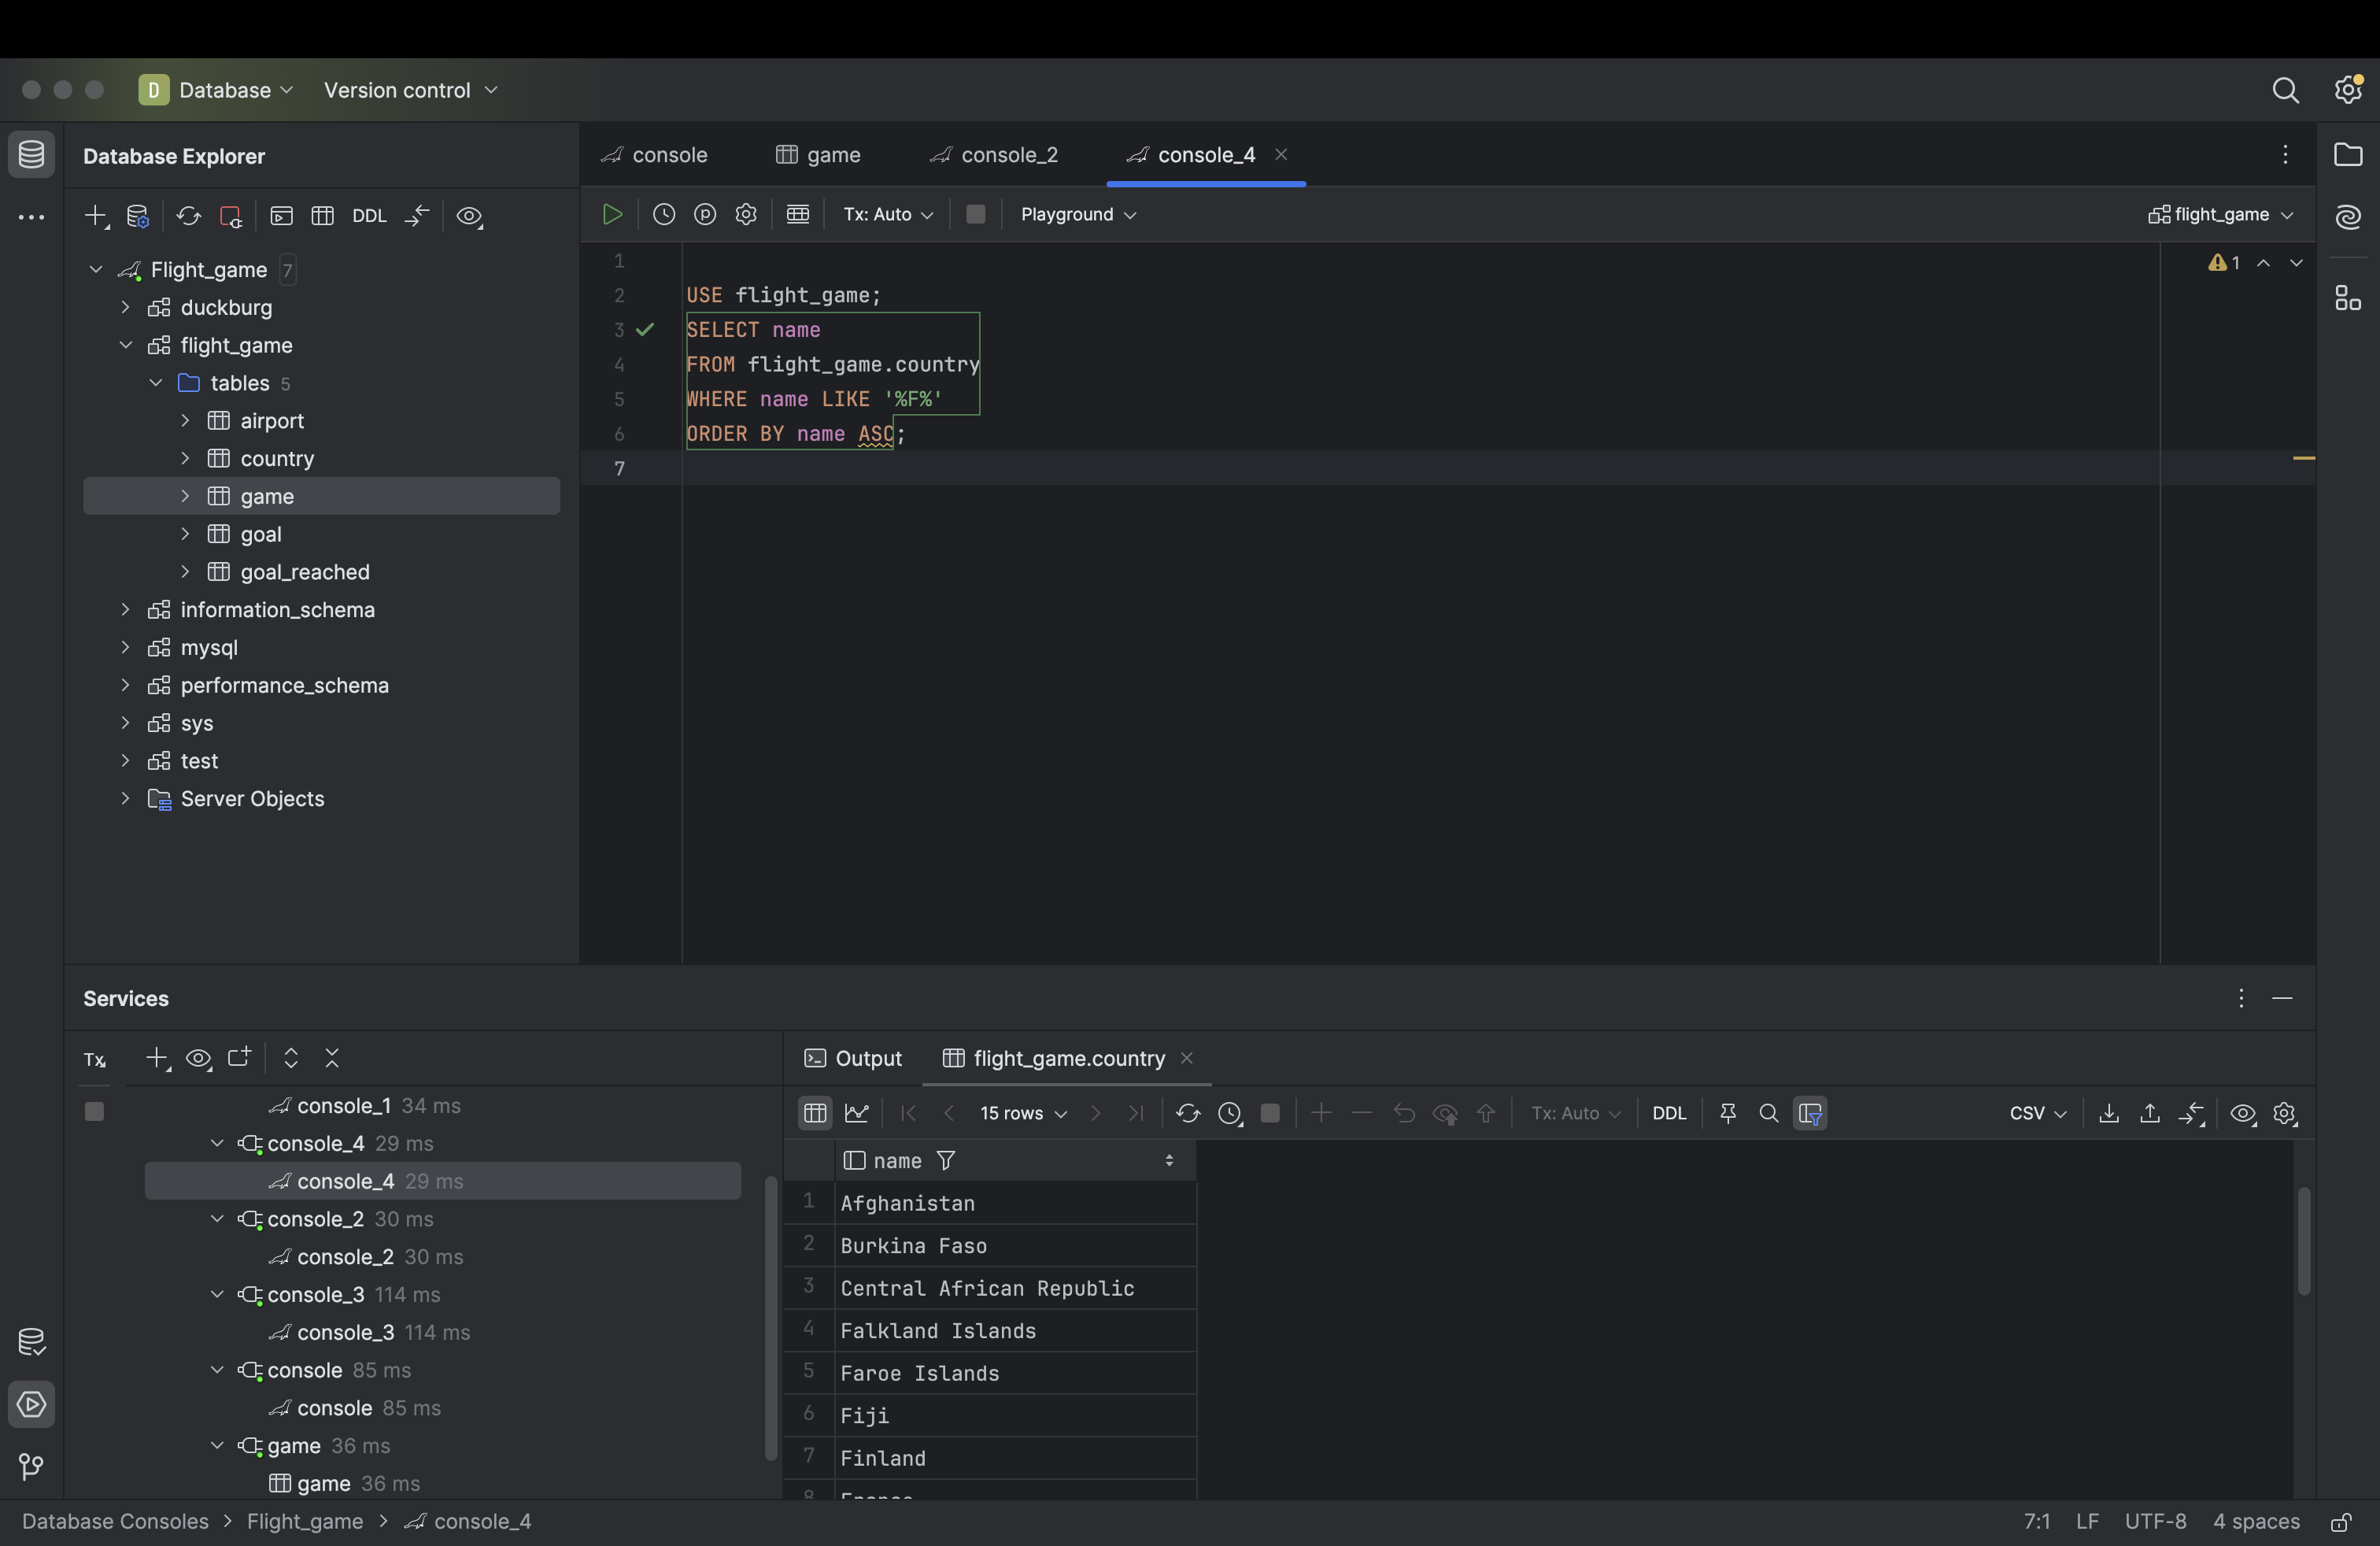 D Database Version control
Database Explorer
DDL
Flight_game 7
duckburg
flight_game
tables 5
airport
country
game
goal
goal_reached
information_schema
mysql
performance_schema
sys
test
Server Objects
console game console_2 console_4
Tx: Auto Playground flight_game
1
1
2 USE flight_game;
3 SELECT name
4 FROM flight_game.country
5 WHERE name LIKE '%F%'
6 ORDER BY name ASC;
7
Services
Tx
console_1 34 ms
console_4 29 ms
console_4 29 ms
console_2 30 ms
console_2 30 ms
console_3 114 ms
console_3 114 ms
console 85 ms
console 85 ms
game 36 ms
game 36 ms
Output flight_game.country
15 rows Tx: Auto DDL CSV
name
1 Afghanistan
2 Burkina Faso
3 Central African Republic
4 Falkland Islands
5 Faroe Islands
6 Fiji
7 Finland
8 France
Database Consoles > Flight_game > console_4
7:1 LF UTF-8 4 spaces